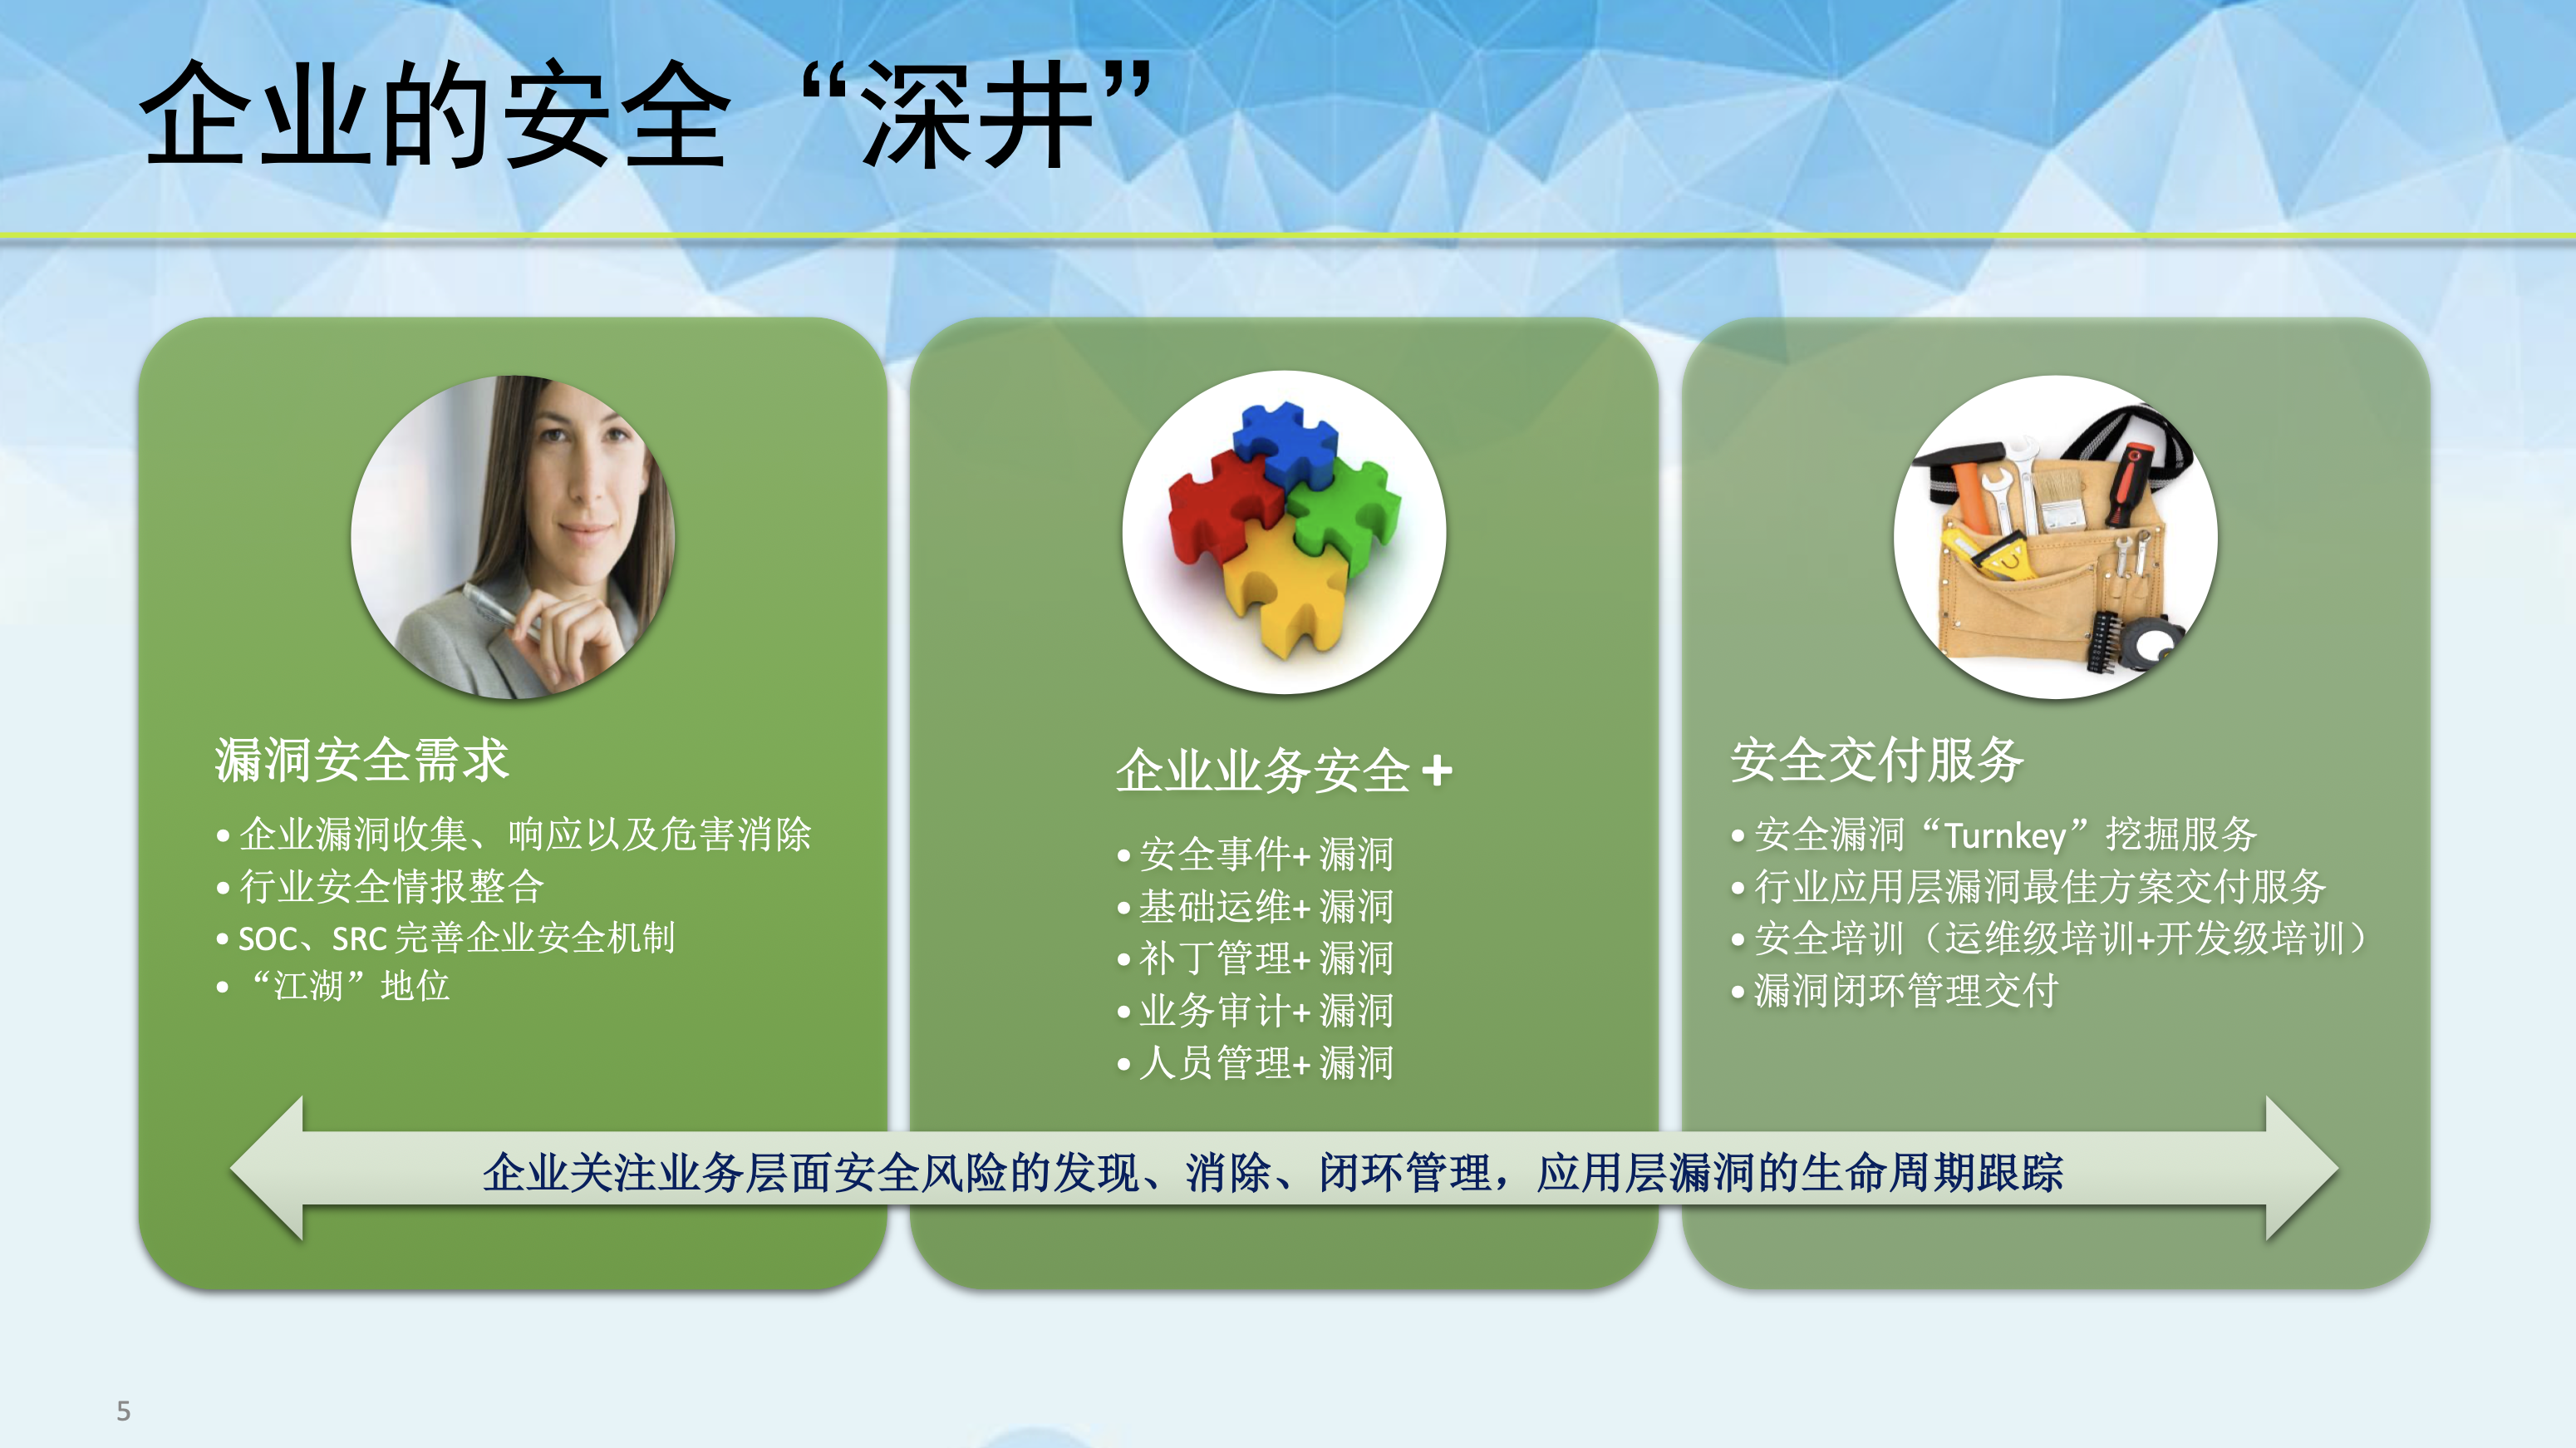 企业的安全“深井”
漏洞安全需求
•企业漏洞收集、响应以及危害消除
•行业安全情报整合
•SOC、SRC完善企业安全机制
•“江湖”地位
企业业务安全+
•安全事件+漏洞
•基础运维+漏洞
•补丁管理+漏洞
•业务审计+漏洞
•人员管理+漏洞
安全交付服务
•安全漏洞“Turnkey”挖掘服务
•行业应用层漏洞最佳方案交付服务
•安全培训（运维级培训+开发级培训）
•漏洞闭环管理交付
企业关注业务层面安全风险的发现、消除、闭环管理，应用层漏洞的生命周期跟踪
5